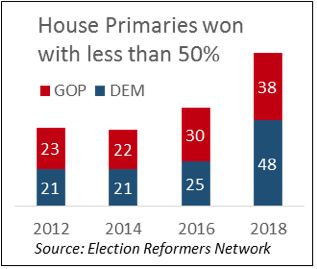 House Primaries won
with less than 50%
GOP DEM
23 22 30 38
21 21 25 48
2012 2014 2016 2018
Source: Election Reformers Network